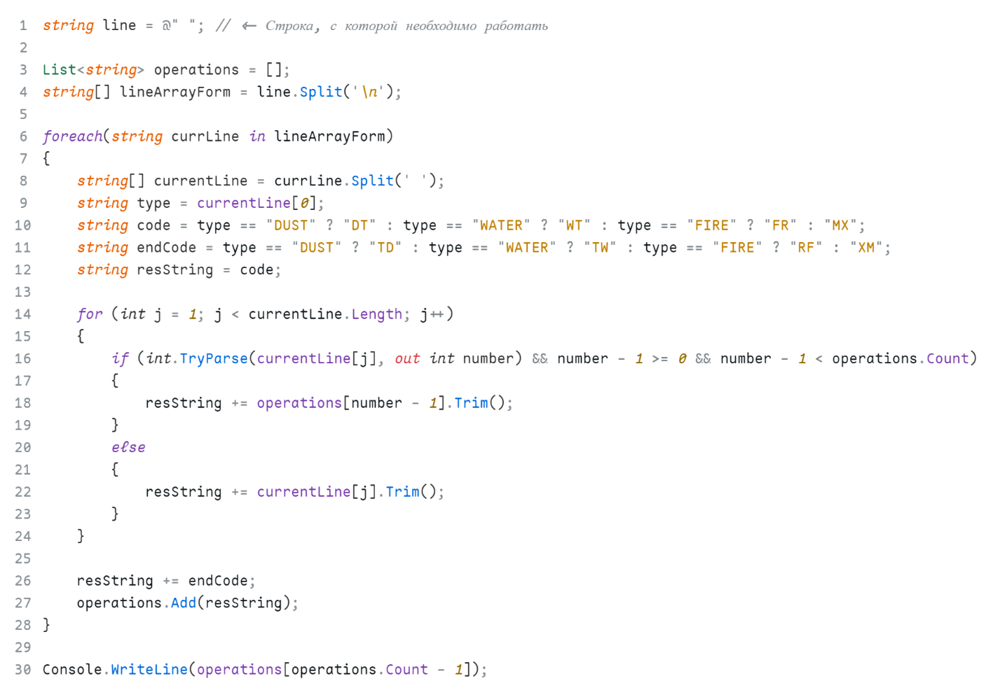 1 string line = @" "; // <- Строка, с которой необходимо работать
2
3 List<string> operations = [];
4 string[] lineArrayForm = line.Split('\n');
5
6 foreach(string currLine in lineArrayForm)
7 {
8     string[] currentLine = currLine.Split(' ');
9     string type = currentLine[0];
10     string code = type == "DUST" ? "DT" : type == "WATER" ? "WT" : type == "FIRE" ? "FR" : "MX";
11     string endCode = type == "DUST" ? "TD" : type == "WATER" ? "TW" : type == "FIRE" ? "RF" : "XM";
12     string resString = code;
13
14     for (int j = 1; j < currentLine.Length; j++)
15     {
16         if (int.TryParse(currentLine[j], out int number) && number - 1 >= 0 && number - 1 < operations.Count)
17         {
18             resString += operations[number - 1].Trim();
19         }
20         else
21         {
22             resString += currentLine[j].Trim();
23         }
24     }
25
26     resString += endCode;
27     operations.Add(resString);
28 }
29
30 Console.WriteLine(operations[operations.Count - 1]);